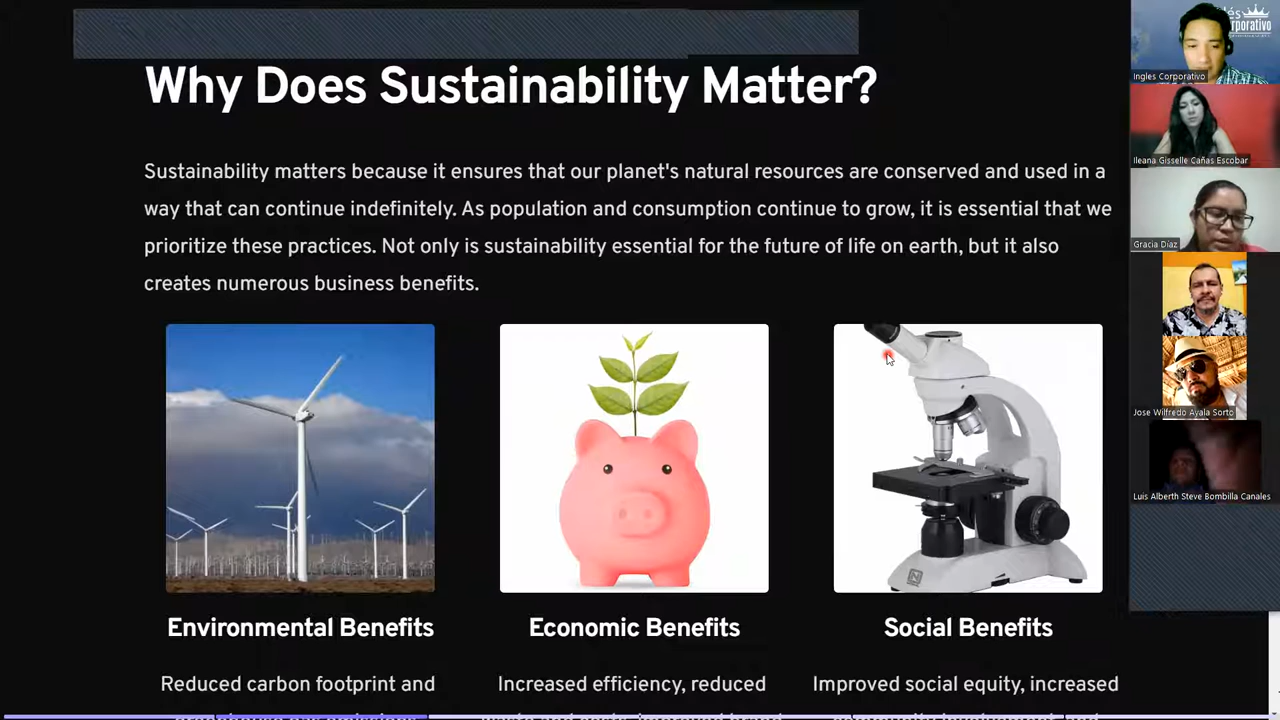 Why Does Sustainability Matter?
Sustainability matters because it ensures that our planet's natural resources are conserved and used in a
way that can continue indefinitely. As population and consumption continue to grow, it is essential that we
prioritize these practices. Not only is sustainability essential for the future of life on earth, but it also
creates numerous business benefits.
Environmental Benefits
Economic Benefits
Social Benefits
Reduced carbon footprint and
Increased efficiency, reduced
Improved social equity, increased
Ingles Corporativo
Ileana Gisselle Cañas Escobar
Gracia Díaz
Jose Wilfredo Ayala Sorto
Luis Alberth Steve Bombilla Canales